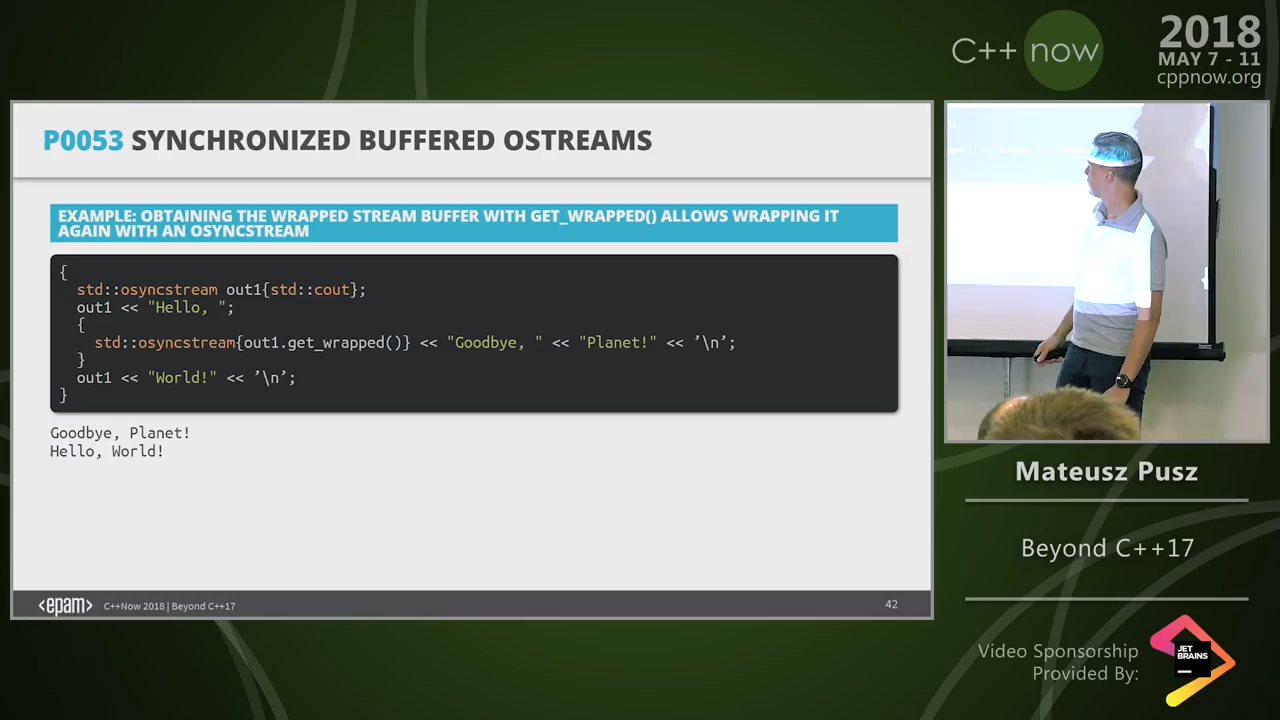 C++ now
2018
MAY 7 - 11
cppnow.org
P0053 SYNCHRONIZED BUFFERED OSTREAMS
EXAMPLE: OBTAINING THE WRAPPED STREAM BUFFER WITH GET_WRAPPED() ALLOWS WRAPPING IT
AGAIN WITH AN OSYNCSTREAM
{
std::osyncstream out1{std::cout};
out1 << "Hello, ";
{
std::osyncstream{out1.get_wrapped()} << "Goodbye, " << "Planet!" << ’\n’;
}
out1 << "World!" << ’\n’;
}
Goodbye, Planet!
Hello, World!
<epam> C++Now 2018 | Beyond C++17
42
Mateusz Pusz
Beyond C++17
Video Sponsorship
Provided By:
JET
BRAINS